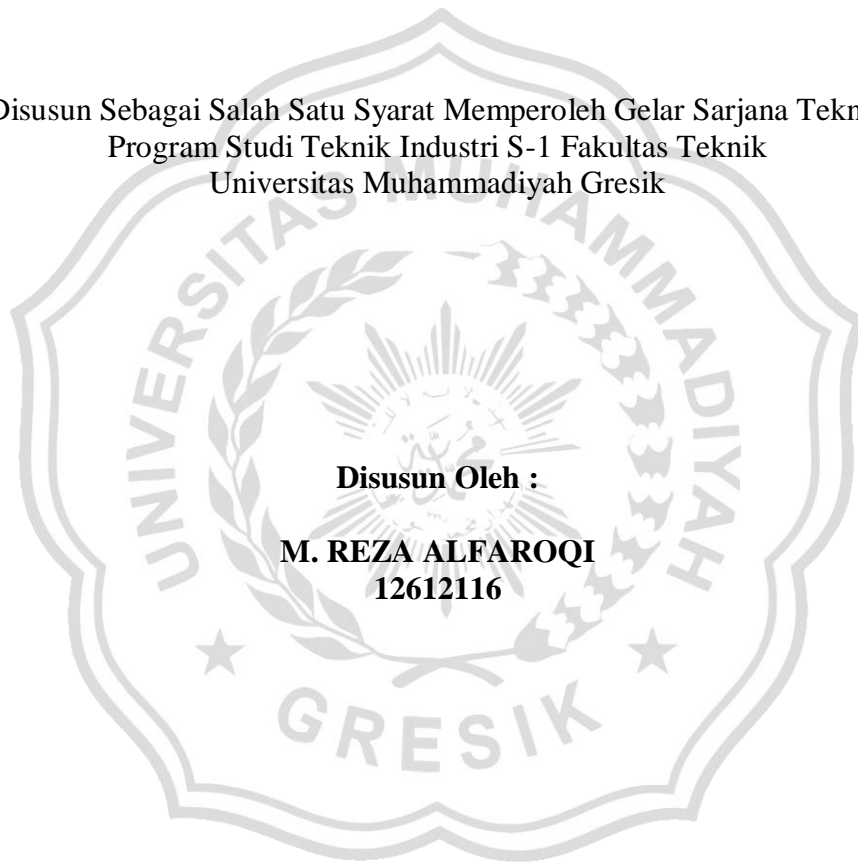 Disusun Sebagai Salah Satu Syarat Memperoleh Gelar Sarjana Tekn
Program Studi Teknik Industri S-1 Fakultas Teknik
Universitas Muhammadiyah Gresik
UNIVERSITAS MUHAMMADIYAH
Disusun Oleh :
M. REZA ALFAROQI
12612116
GRESIK